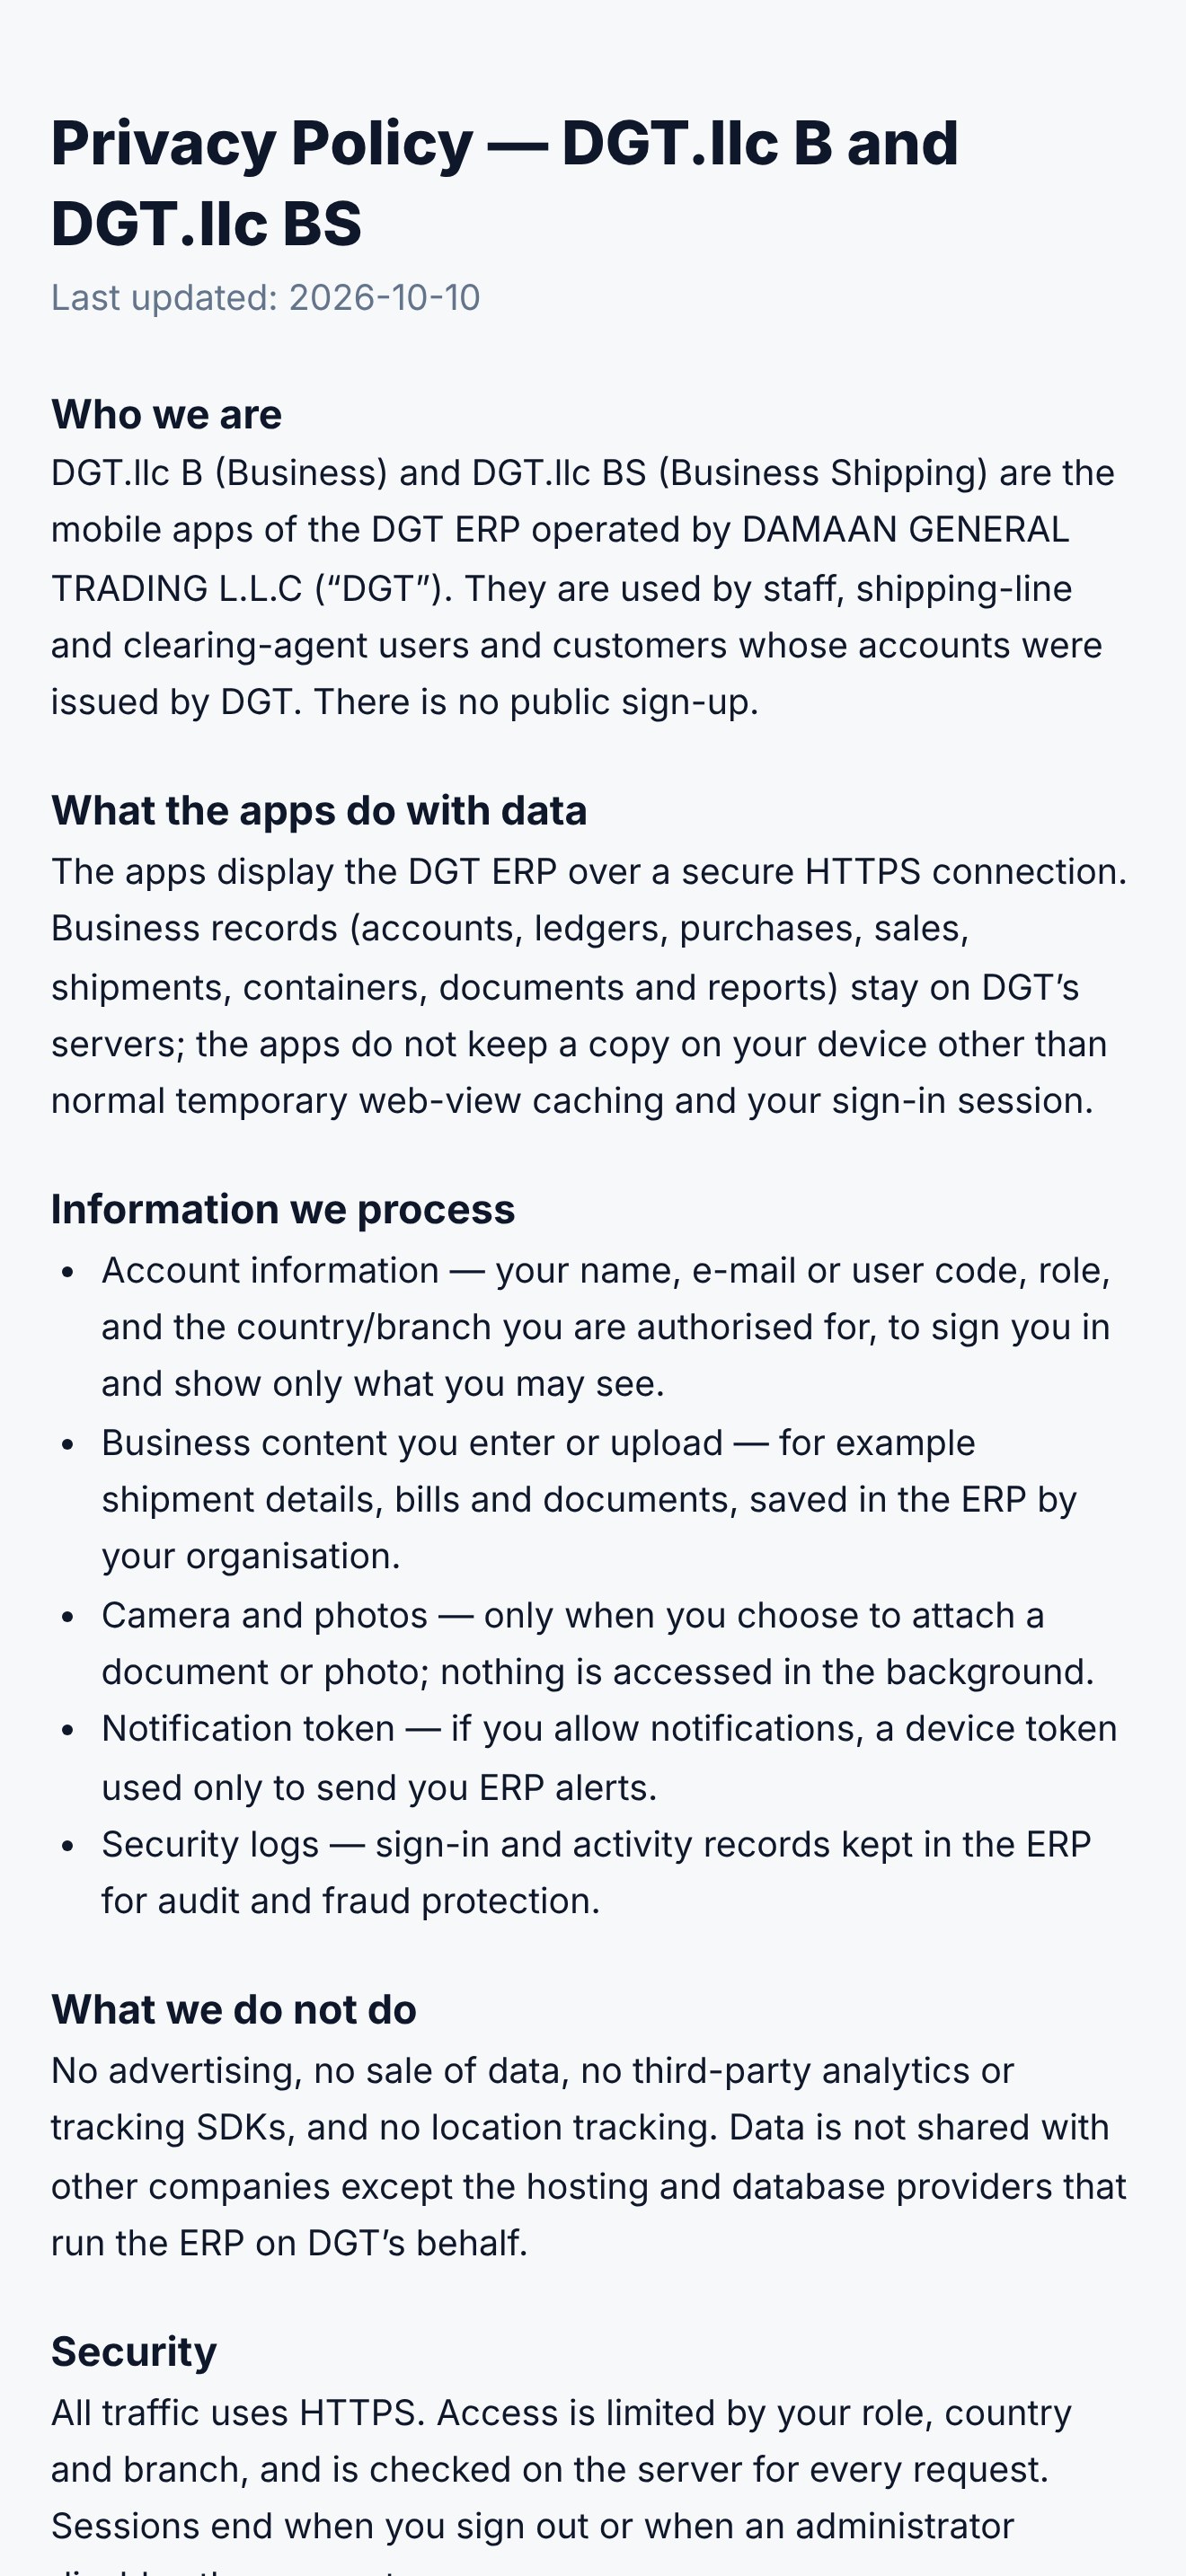 Privacy Policy — DGT.llc B and
DGT.llc BS
Last updated: 2026-10-10
Who we are
DGT.llc B (Business) and DGT.llc BS (Business Shipping) are the
mobile apps of the DGT ERP operated by DAMAAN GENERAL
TRADING L.L.C (“DGT”). They are used by staff, shipping-line
and clearing-agent users and customers whose accounts were
issued by DGT. There is no public sign-up.
What the apps do with data
The apps display the DGT ERP over a secure HTTPS connection.
Business records (accounts, ledgers, purchases, sales,
shipments, containers, documents and reports) stay on DGT’s
servers; the apps do not keep a copy on your device other than
normal temporary web-view caching and your sign-in session.
Information we process
• Account information — your name, e-mail or user code, role,
and the country/branch you are authorised for, to sign you in
and show only what you may see.
• Business content you enter or upload — for example
shipment details, bills and documents, saved in the ERP by
your organisation.
• Camera and photos — only when you choose to attach a
document or photo; nothing is accessed in the background.
• Notification token — if you allow notifications, a device token
used only to send you ERP alerts.
• Security logs — sign-in and activity records kept in the ERP
for audit and fraud protection.
What we do not do
No advertising, no sale of data, no third-party analytics or
tracking SDKs, and no location tracking. Data is not shared with
other companies except the hosting and database providers that
run the ERP on DGT’s behalf.
Security
All traffic uses HTTPS. Access is limited by your role, country
and branch, and is checked on the server for every request.
Sessions end when you sign out or when an administrator